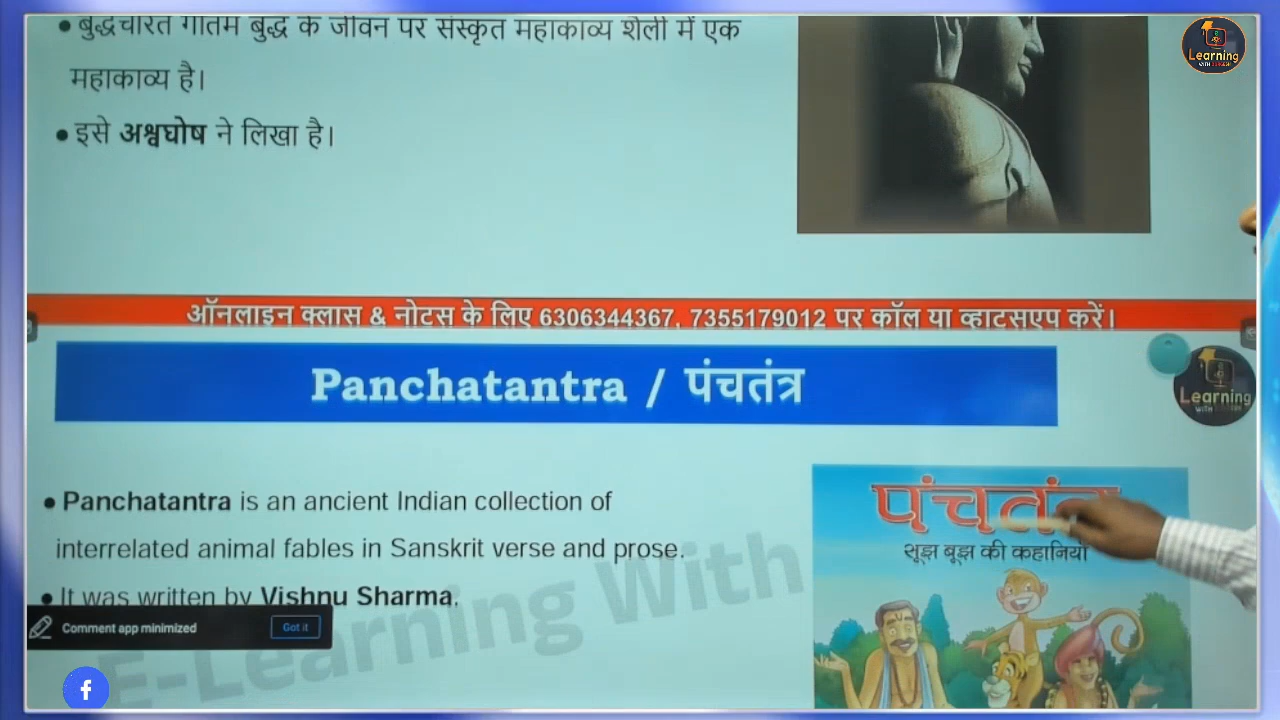 • बुद्धचरित गौतम बुद्ध के जीवन पर संस्कृत महाकाव्य शैली में एक
महाकाव्य है।
• इसे अश्वघोष ने लिखा है।
Learning
ऑनलाइन क्लास & नोटस के लिए 6306344367, 7355179012 पर कॉल या व्हाटसएप करें।
Panchatantra / पंचतंत्र
Learning
• Panchatantra is an ancient Indian collection of
interrelated animal fables in Sanskrit verse and prose.
• It was written by Vishnu Sharma.
सूझ बूझ की कहानियाँ
Comment app minimized
Got it
E-Learning With
f